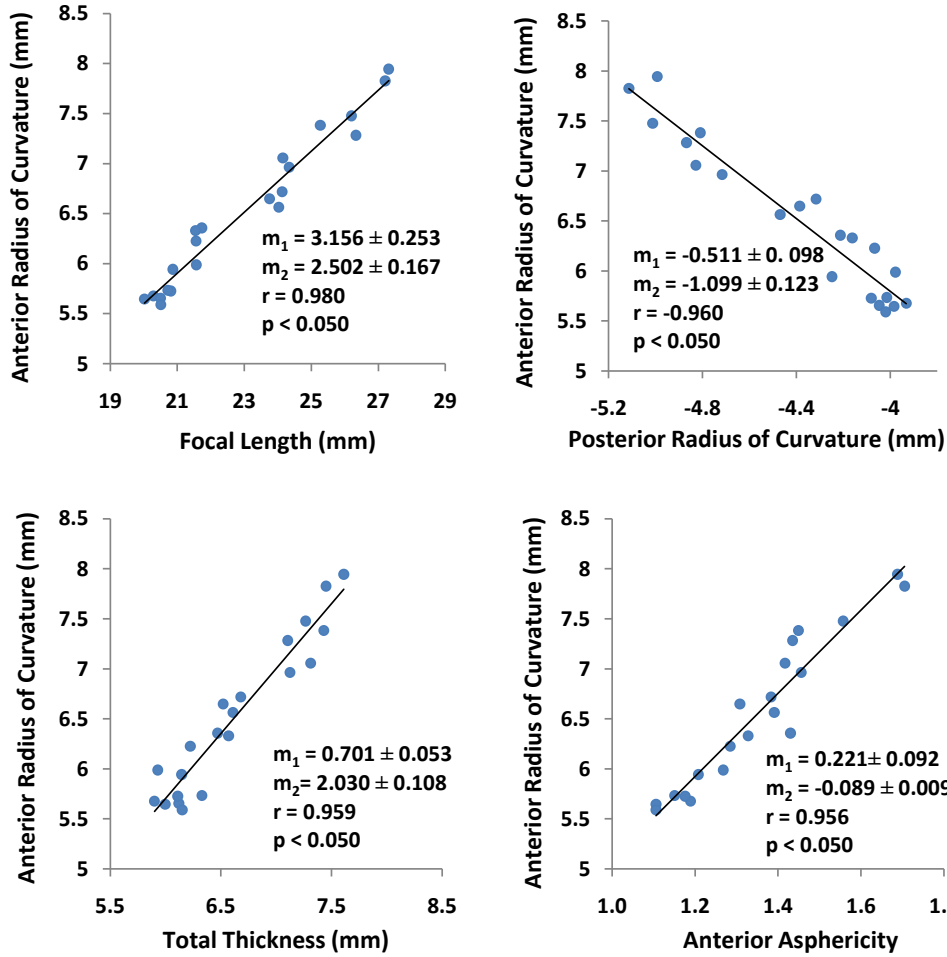 Anterior Radius of Curvature (mm)
8.5
8
7.5
7
6.5
6
5.5
5
m₁ = 3.156 ± 0.253
m₂ = 2.502 ± 0.167
r = 0.980
p < 0.050
19 21 23 25 27 29
Focal Length (mm)
Anterior Radius of Curvature (mm)
8.5
8
7.5
7
6.5
6
5.5
5
m₁ = -0.511 ± 0. 098
m₂ = -1.099 ± 0.123
r = -0.960
p < 0.050
-5.2 -4.8 -4.4 -4
Posterior Radius of Curvature (mm)
Anterior Radius of Curvature (mm)
8.5
8
7.5
7
6.5
6
5.5
5
m₁ = 0.701 ± 0.053
m₂= 2.030 ± 0.108
r = 0.959
p < 0.050
5.5 6.5 7.5 8.5
Total Thickness (mm)
Anterior Radius of Curvature (mm)
8.5
8
7.5
7
6.5
6
5.5
5
m₁ = 0.221± 0.092
m₂ = -0.089 ± 0.009
r = 0.956
p < 0.050
1.0 1.2 1.4 1.6 1.
Anterior Asphericity